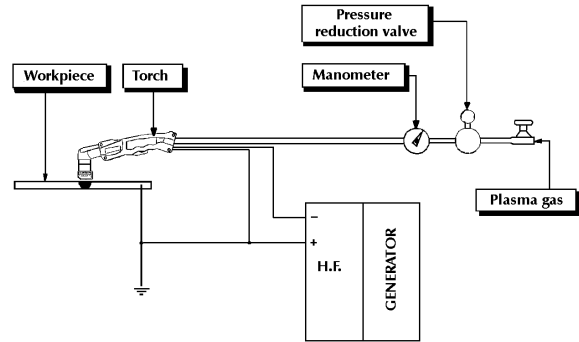 Pressure
reduction valve
Workpiece
Torch
Manometer
Plasma gas
−
+
H.F.
GENERATOR